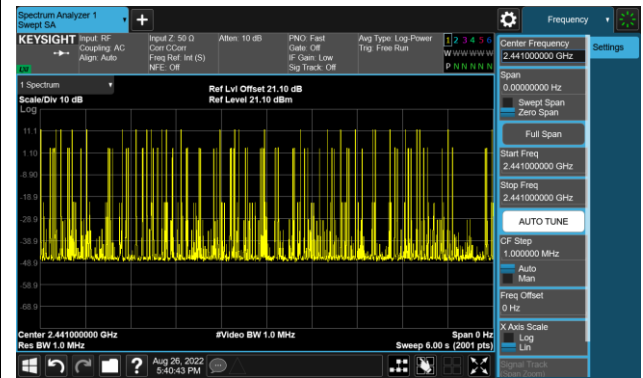 Spectrum Analyzer 1
Swept SA
Frequency
KEYSIGHT
Input: RF
Coupling: AC
Align: Auto
Input Z: 50 Ω
Corr CCorr
Freq Ref: Int (S)
NFE: Off
Atten: 10 dB
PNO: Fast
Gate: Off
IF Gain: Low
Sig Track: Off
Avg Type: Log-Power
Trig: Free Run
1 2 3 4 5 6
W W W W W W
P N N N N N
1 Spectrum
Scale/Div 10 dB
Log
Ref Lvl Offset 21.10 dB
Ref Level 21.10 dBm
11.1
1.10
-8.90
-18.9
-28.9
-38.9
-48.9
-58.9
-68.9
Center 2.441000000 GHz
Res BW 1.0 MHz
#Video BW 1.0 MHz
Span 0 Hz
Sweep 6.00 s (2001 pts)
Aug 26, 2022
5:40:43 PM
Center Frequency
2.441000000 GHz
Settings
Span
0.00000000 Hz
Swept Span
Zero Span
Full Span
Start Freq
2.441000000 GHz
Stop Freq
2.441000000 GHz
AUTO TUNE
CF Step
1.000000 MHz
Auto
Man
Freq Offset
0 Hz
X Axis Scale
Log
Lin
Signal Track
(Span Zoom)